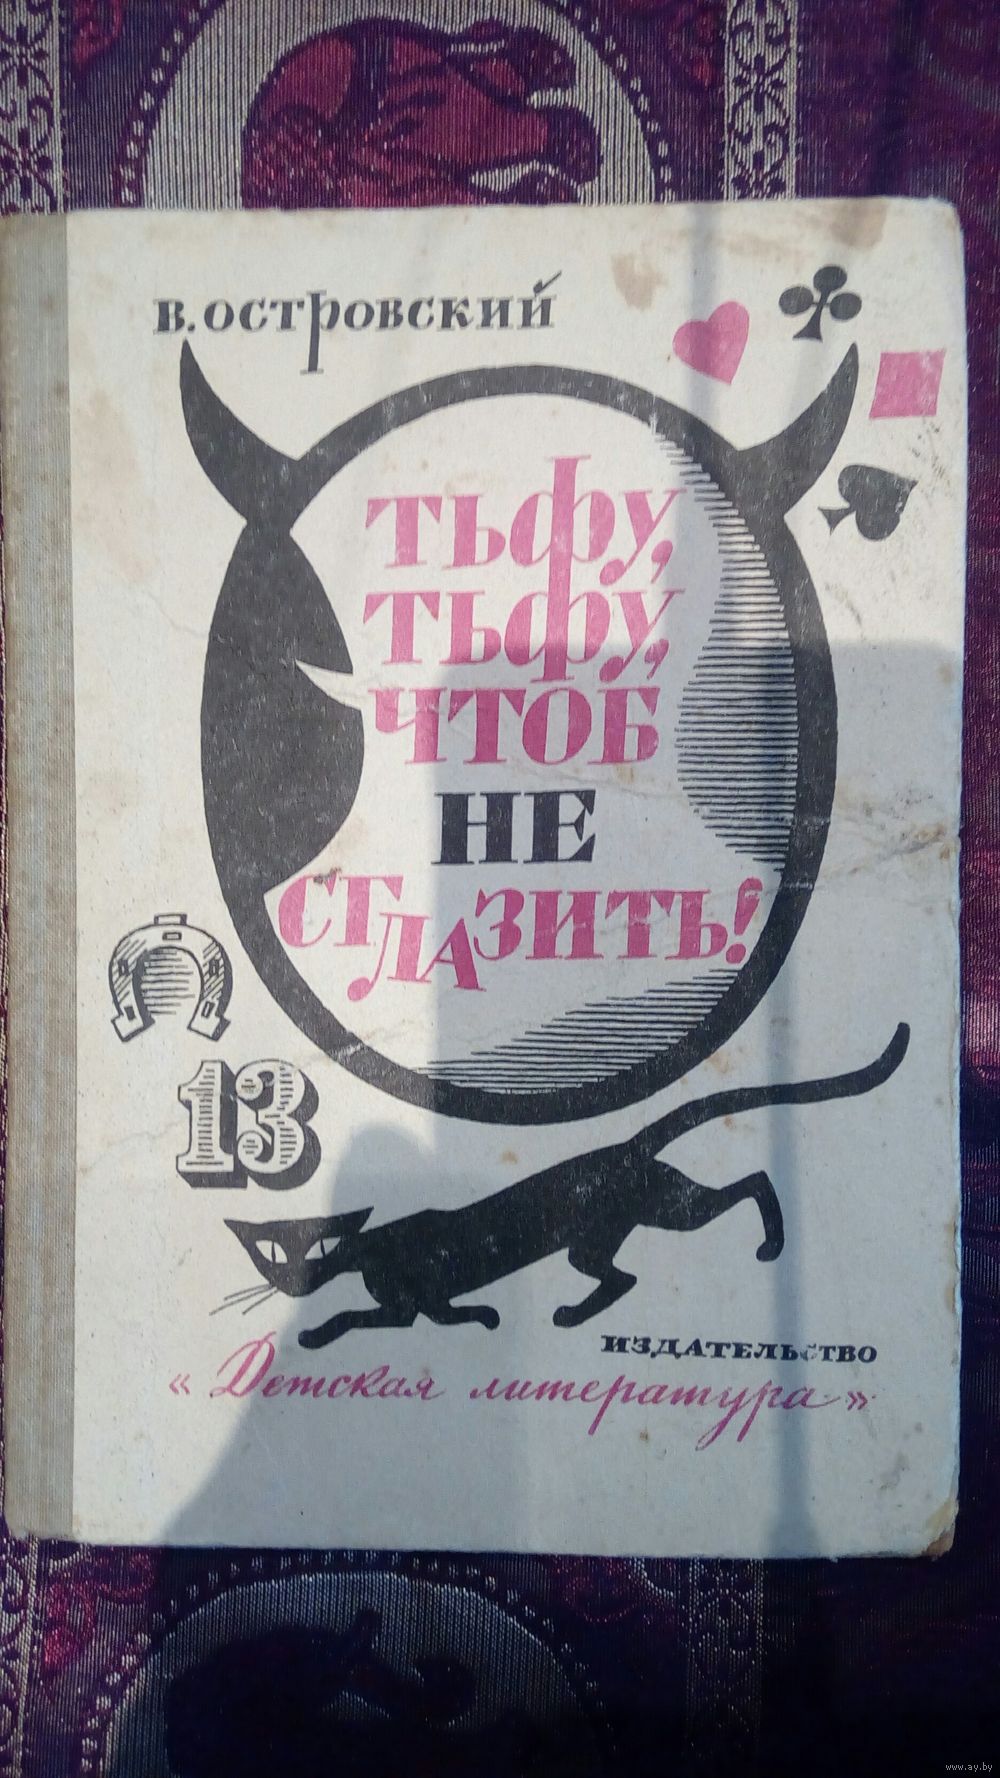 В. ОСТРОВСКИЙ
ТЬФУ,
ТЬФУ,
ЧТОБ
НЕ
СГЛАЗИТЬ!
13
ИЗДАТЕЛЬСТВО
«Детская литература»
www.ay.by